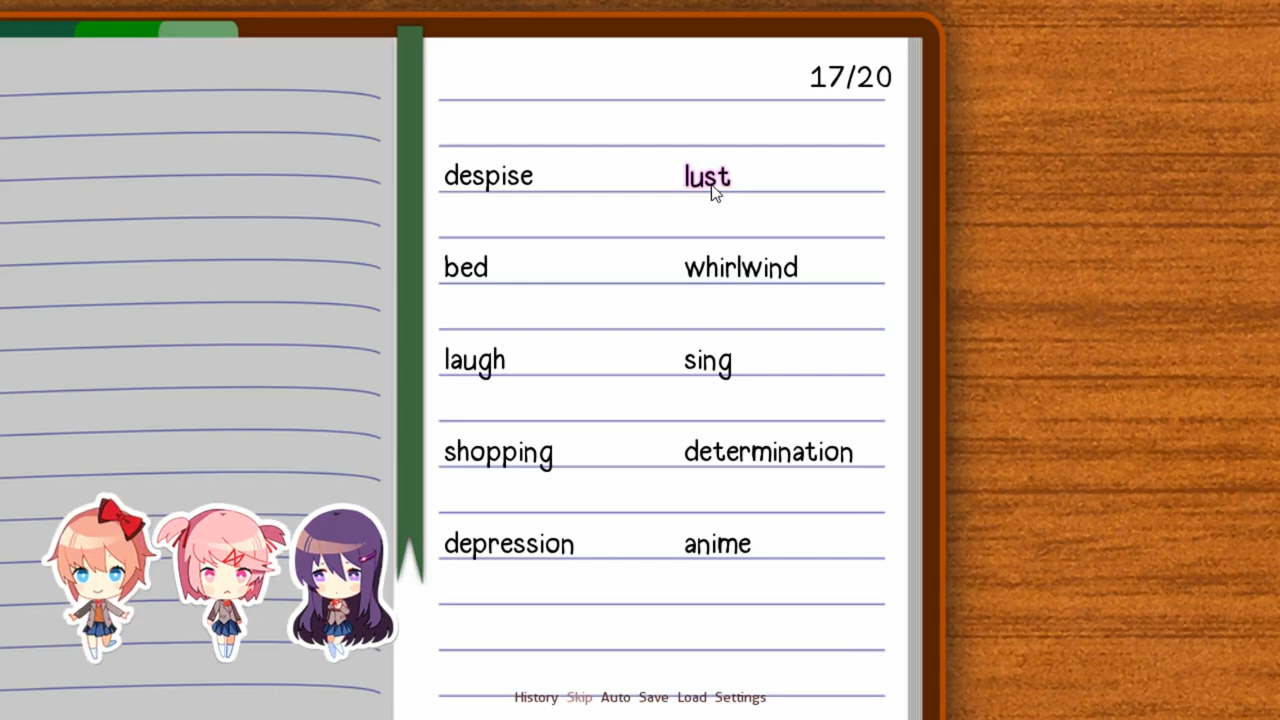 17/20
despise lust
bed whirlwind
laugh sing
shopping determination
depression anime
History Skip Auto Save Load Settings